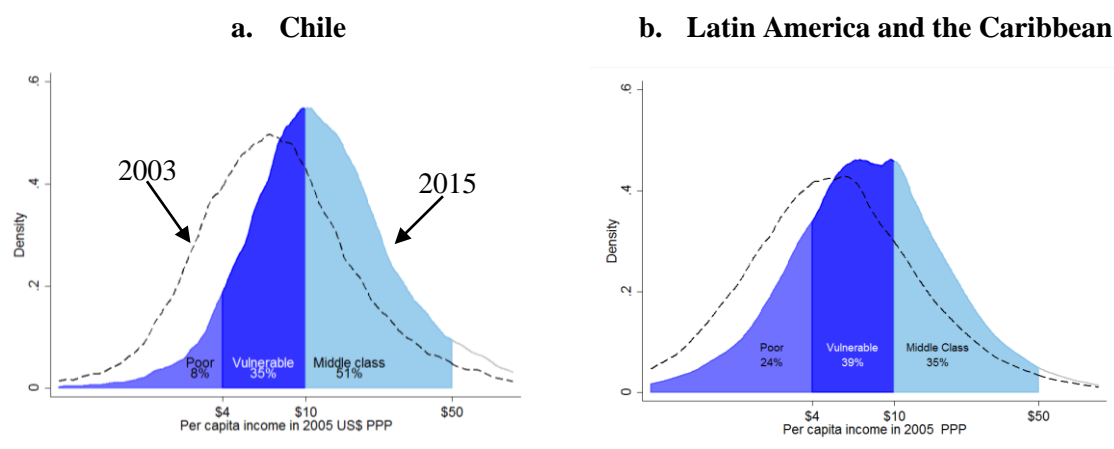 a. Chile
.6
.4
.2
0
Density
2003
2015
Poor
8%
Vulnerable
35%
Middle class
51%
$4
$10
$50
Per capita income in 2005 US$ PPP
b. Latin America and the Caribbean
.6
.4
.2
0
Density
Poor
24%
Vulnerable
39%
Middle Class
35%
$4
$10
$50
Per capita income in 2005 PPP